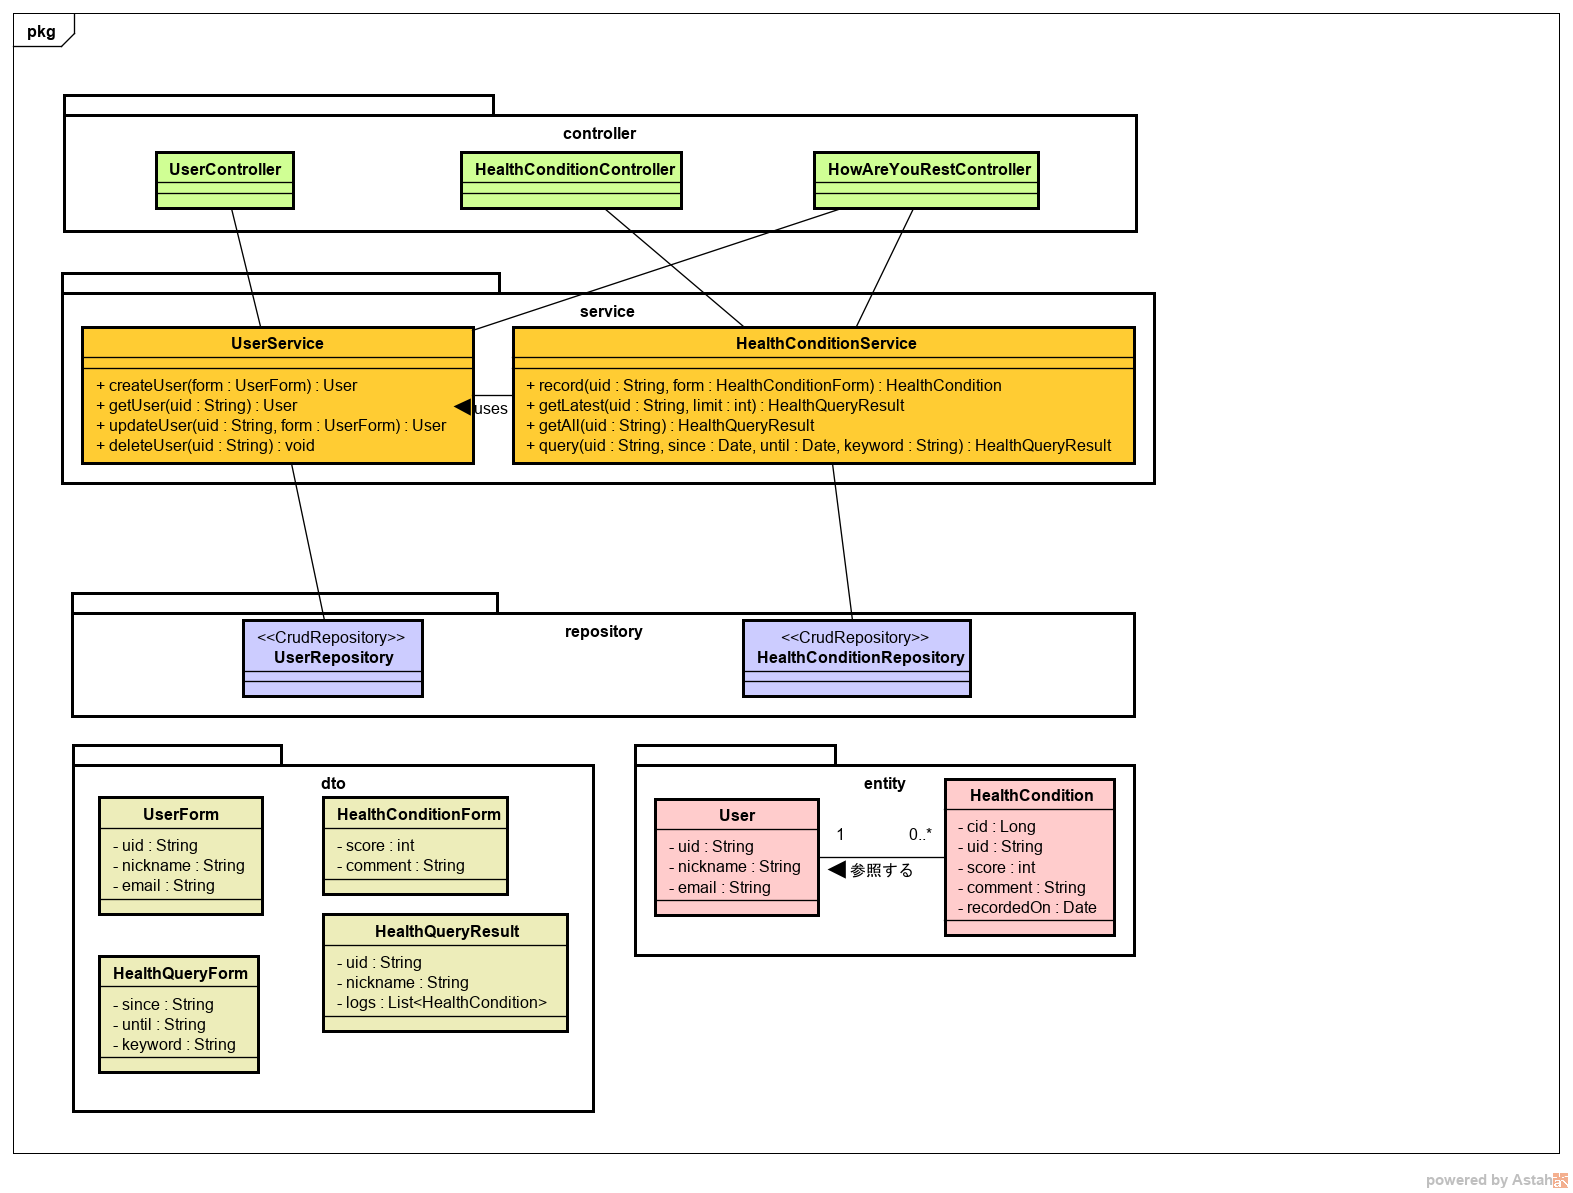 pkg
controller
UserController
HealthConditionController
HowAreYouRestController
service
UserService
+ createUser(form : UserForm) : User
+ getUser(uid : String) : User
+ updateUser(uid : String, form : UserForm) : User
+ deleteUser(uid : String) : void
uses
HealthConditionService
+ record(uid : String, form : HealthConditionForm) : HealthCondition
+ getLatest(uid : String, limit : int) : HealthQueryResult
+ getAll(uid : String) : HealthQueryResult
+ query(uid : String, since : Date, until : Date, keyword : String) : HealthQueryResult
repository
<<CrudRepository>>
UserRepository
<<CrudRepository>>
HealthConditionRepository
dto
UserForm
- uid : String
- nickname : String
- email : String
HealthConditionForm
- score : int
- comment : String
HealthQueryForm
- since : String
- until : String
- keyword : String
HealthQueryResult
- uid : String
- nickname : String
- logs : List<HealthCondition>
entity
User
- uid : String
- nickname : String
- email : String
1
0..*
参照する
HealthCondition
- cid : Long
- uid : String
- score : int
- comment : String
- recordedOn : Date
powered by Astah